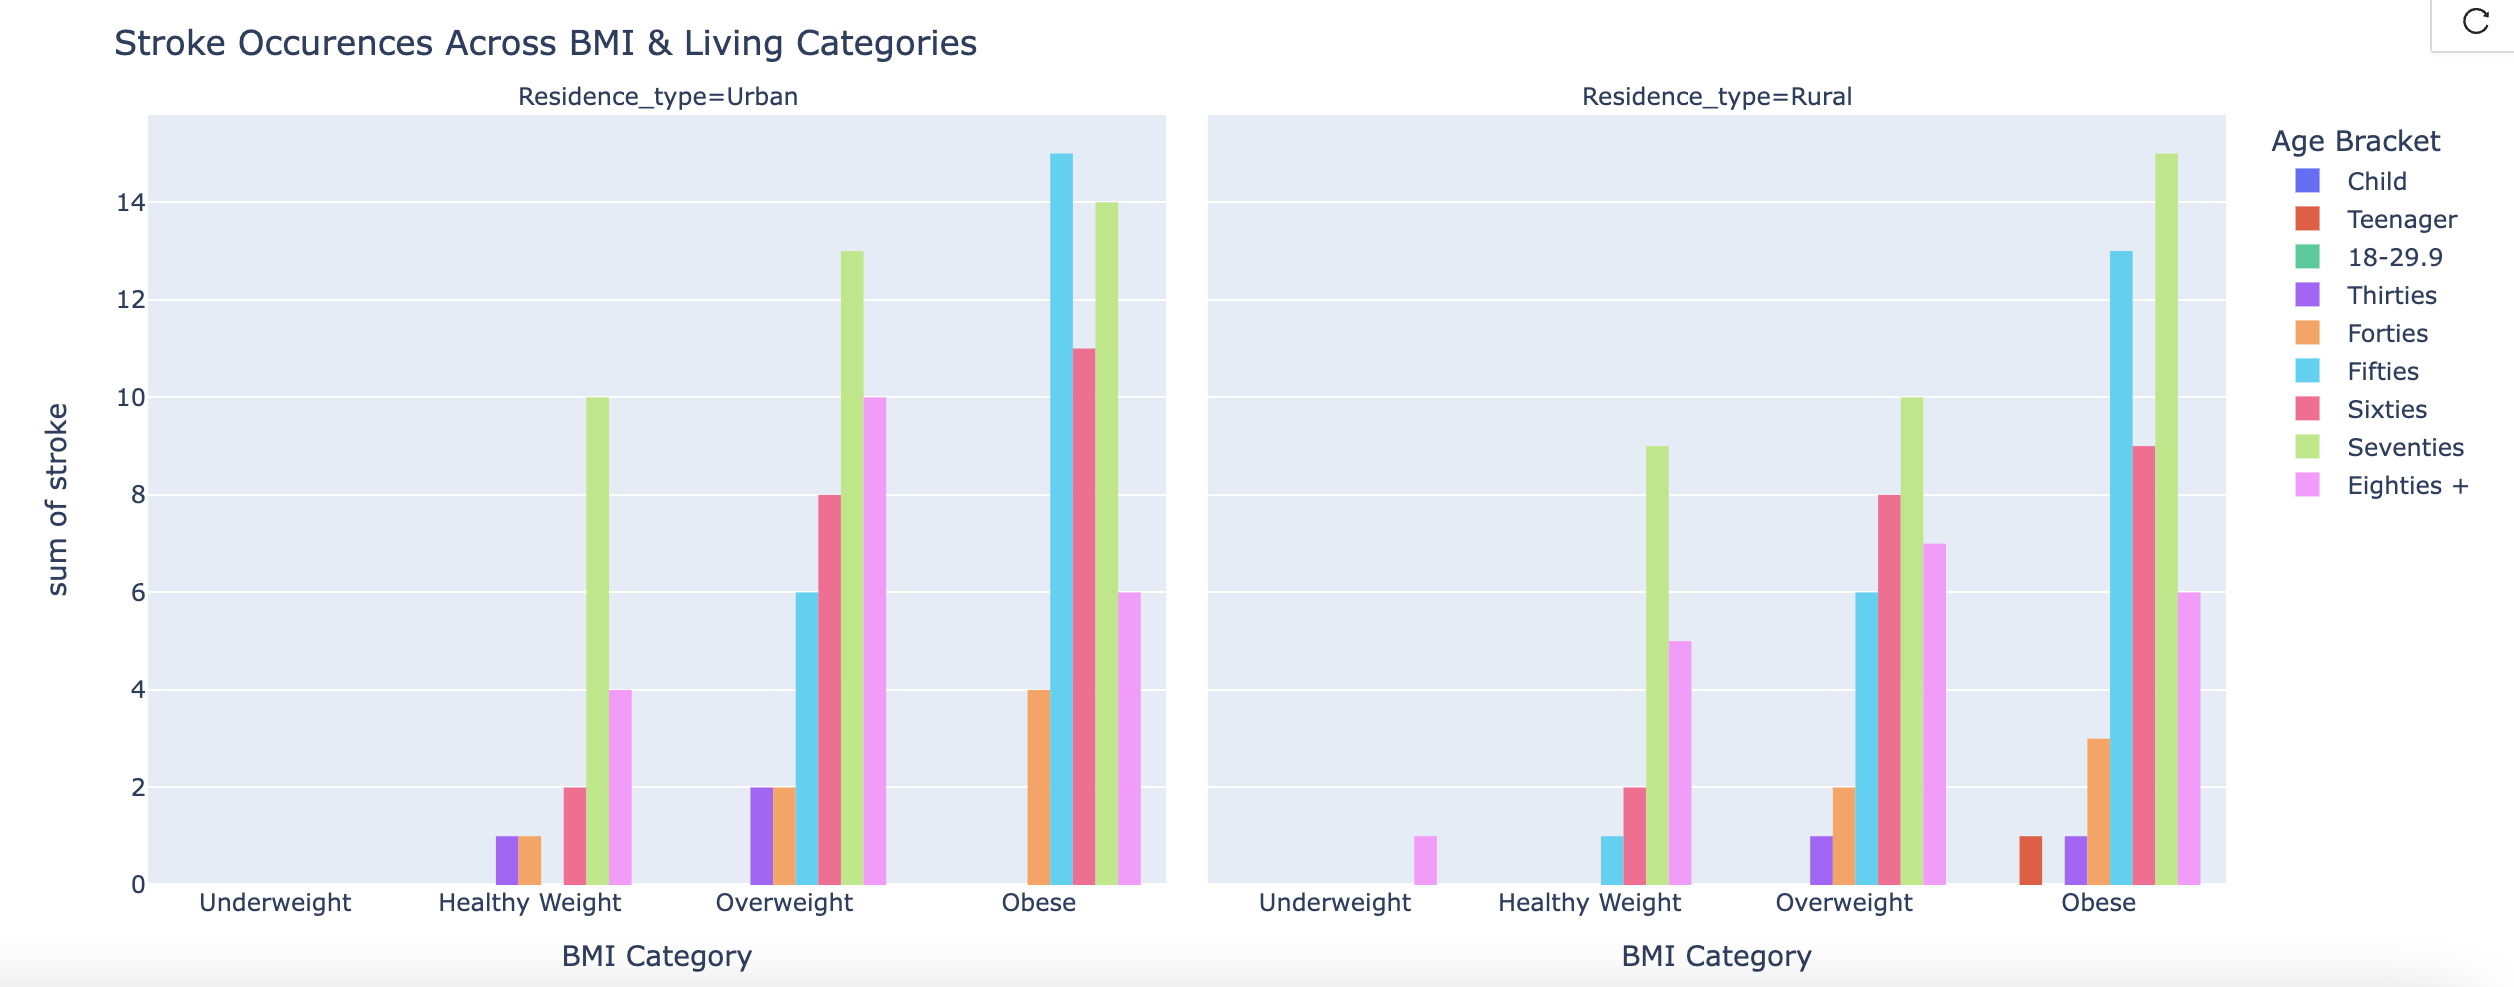 Stroke Occurences Across BMI & Living Categories
Residence_type=Urban
Residence_type=Rural
sum of stroke
14
12
10
8
6
4
2
0
Underweight
Healthy Weight
Overweight
Obese
BMI Category
Underweight
Healthy Weight
Overweight
Obese
BMI Category
Age Bracket
Child
Teenager
18-29.9
Thirties
Forties
Fifties
Sixties
Seventies
Eighties +